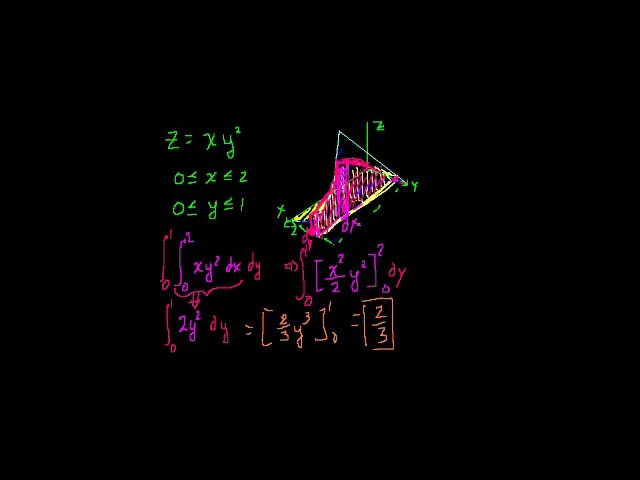 z = xy²
0 ≤ x ≤ 2
0 ≤ y ≤ 1
z
y
x
2
dx
∫₀¹ ∫₀² xy² dx dy ⇒ ∫₀¹ [x²/2 y²]₀² dy
∫₀¹ 2y² dy = [2/3 y³]₀¹ = 2/3